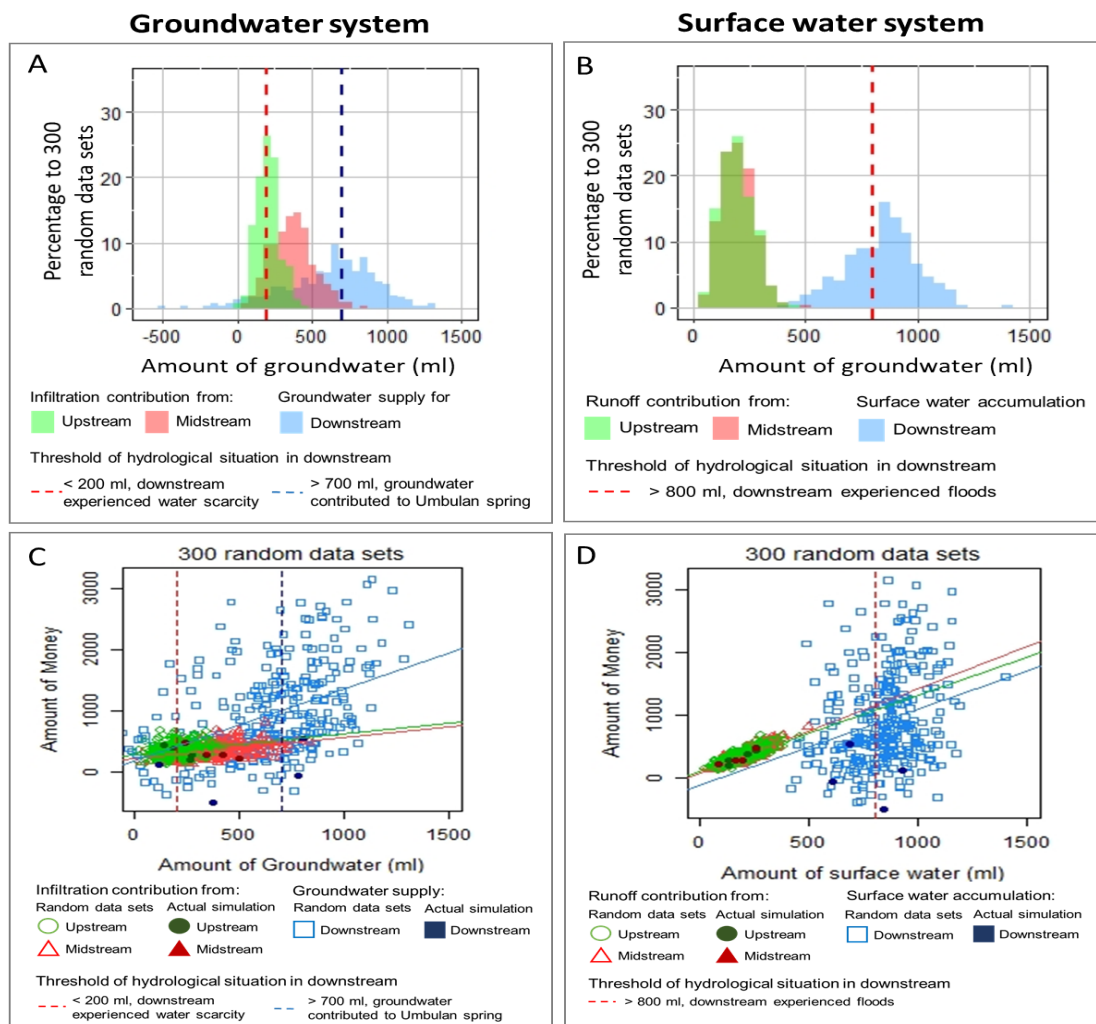 Groundwater system
Surface water system
A
Percentage to 300
random data sets
30
20
10
0
-500 0 500 1000 1500
Amount of groundwater (ml)
Infiltration contribution from: Groundwater supply for
Upstream Midstream Downstream
Threshold of hydrological situation in downstream
< 200 ml, downstream experienced water scarcity
> 700 ml, groundwater contributed to Umbulan spring
B
Percentage to 300
random data sets
30
20
10
0
0 500 1000 1500
Amount of groundwater (ml)
Runoff contribution from: Surface water accumulation
Upstream Midstream Downstream
Threshold of hydrological situation in downstream
> 800 ml, downstream experienced floods
C
300 random data sets
Amount of Money
3000
2000
1000
0
0 500 1000 1500
Amount of Groundwater (ml)
Infiltration contribution from: Groundwater supply:
Random data sets Actual simulation Random data sets Actual simulation
Upstream Upstream Downstream Downstream
Midstream Midstream
Threshold of hydrological situation in downstream
< 200 ml, downstream experienced water scarcity
> 700 ml, groundwater contributed to Umbulan spring
D
300 random data sets
Amount of Money
3000
2000
1000
0
0 500 1000 1500
Amount of surface water (ml)
Runoff contribution from: Surface water accumulation:
Random data sets Actual simulation Random data sets Actual simulation
Upstream Upstream Downstream Downstream
Midstream Midstream
Threshold of hydrological situation in downstream
> 800 ml, downstream experienced floods